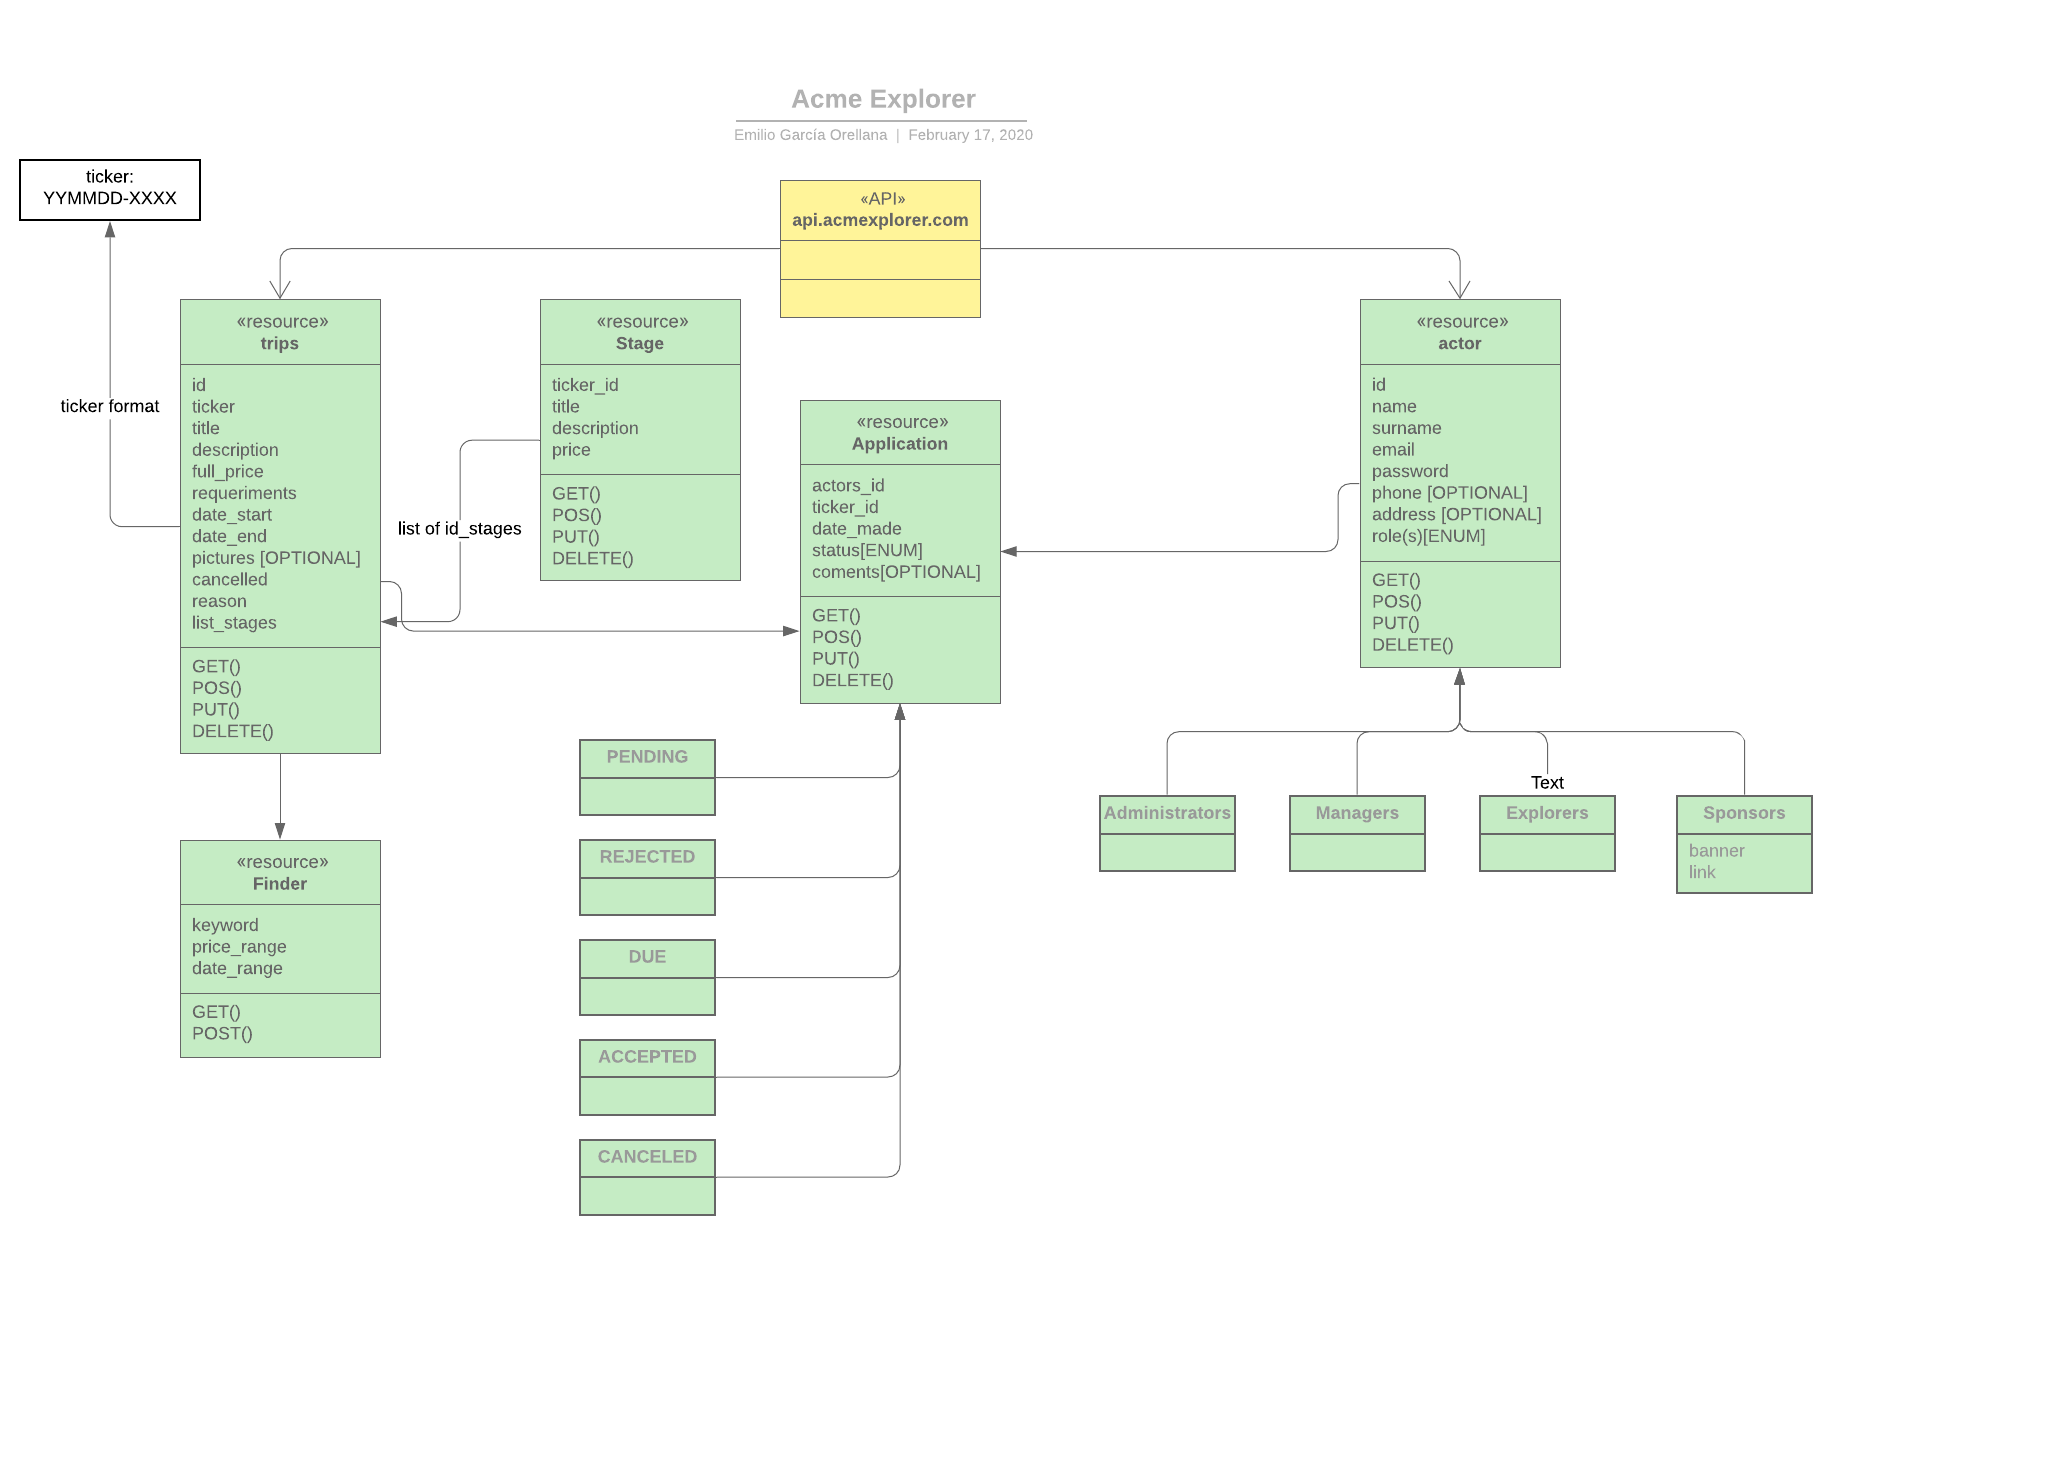 Acme Explorer
Emilio García Orellana | February 17, 2020
ticker:
YYMMDD-XXXX
ticker format
«API»
api.acmexplorer.com
«resource»
trips
id
ticker
title
description
full_price
requeriments
date_start
date_end
pictures [OPTIONAL]
cancelled
reason
list_stages
GET()
POS()
PUT()
DELETE()
list of id_stages
«resource»
Stage
ticker_id
title
description
price
GET()
POS()
PUT()
DELETE()
«resource»
Application
actors_id
ticker_id
date_made
status[ENUM]
coments[OPTIONAL]
GET()
POS()
PUT()
DELETE()
«resource»
actor
id
name
surname
email
password
phone [OPTIONAL]
address [OPTIONAL]
role(s)[ENUM]
GET()
POS()
PUT()
DELETE()
«resource»
Finder
keyword
price_range
date_range
GET()
POST()
PENDING
REJECTED
DUE
ACCEPTED
CANCELED
Text
Administrators
Managers
Explorers
Sponsors
banner
link